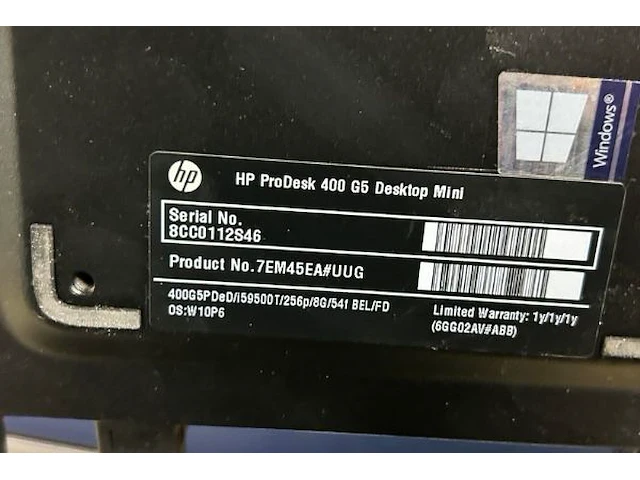 Windows®
hp
HP ProDesk 400 G5 Desktop Mini
Serial No.
8CC0112S46
Product No.7EM45EA#UUG
400G5PDeD/i59500T/256p/8G/54f BEL/FD
OS:W10P6
Limited Warranty: 1y/1y/1y
(6GG02AV#ABB)